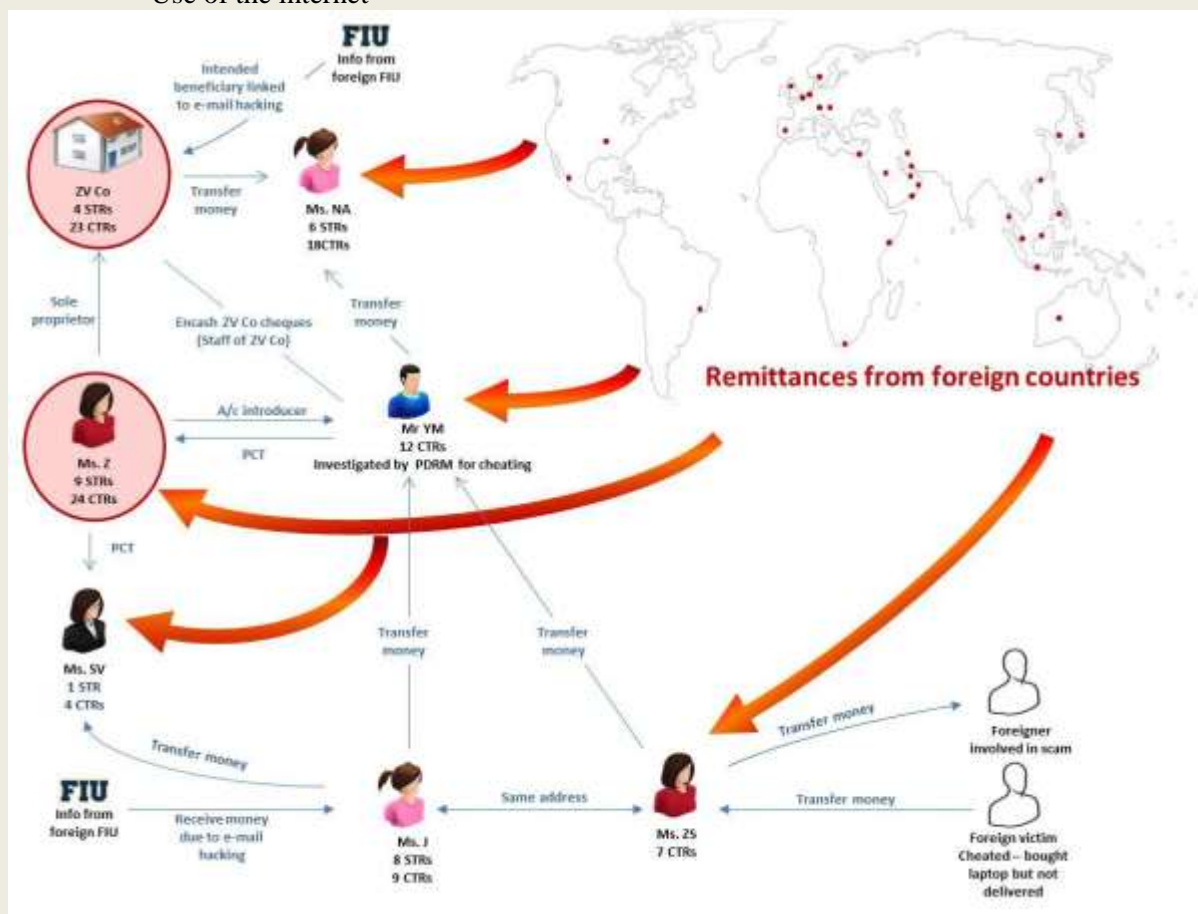 Use of the Internet
FIU
Info from
foreign FIU
Intended
beneficiary linked
to e-mail hacking
ZV Co
4 STRs
23 CTRs
Transfer
money
Ms. NA
6 STRs
18CTRs
Sole
proprietor
Encash ZV Co cheques
(Staff of ZV Co)
Transfer
money
Remittances from foreign countries
Ms. Z
9 STRs
24 CTRs
A/c introducer
PCT
Mr YM
12 CTRs
Investigated by PDRM for cheating
PCT
Ms. SV
1 STR
4 CTRs
Transfer
money
Transfer
money
Transfer money
FIU
Info from
foreign FIU
Receive money
due to e-mail
hacking
Ms. J
8 STRs
9 CTRs
Same address
Ms. ZS
7 CTRs
Transfer money
Foreigner
involved in scam
Transfer money
Foreign victim
Cheated – bought
laptop but not
delivered